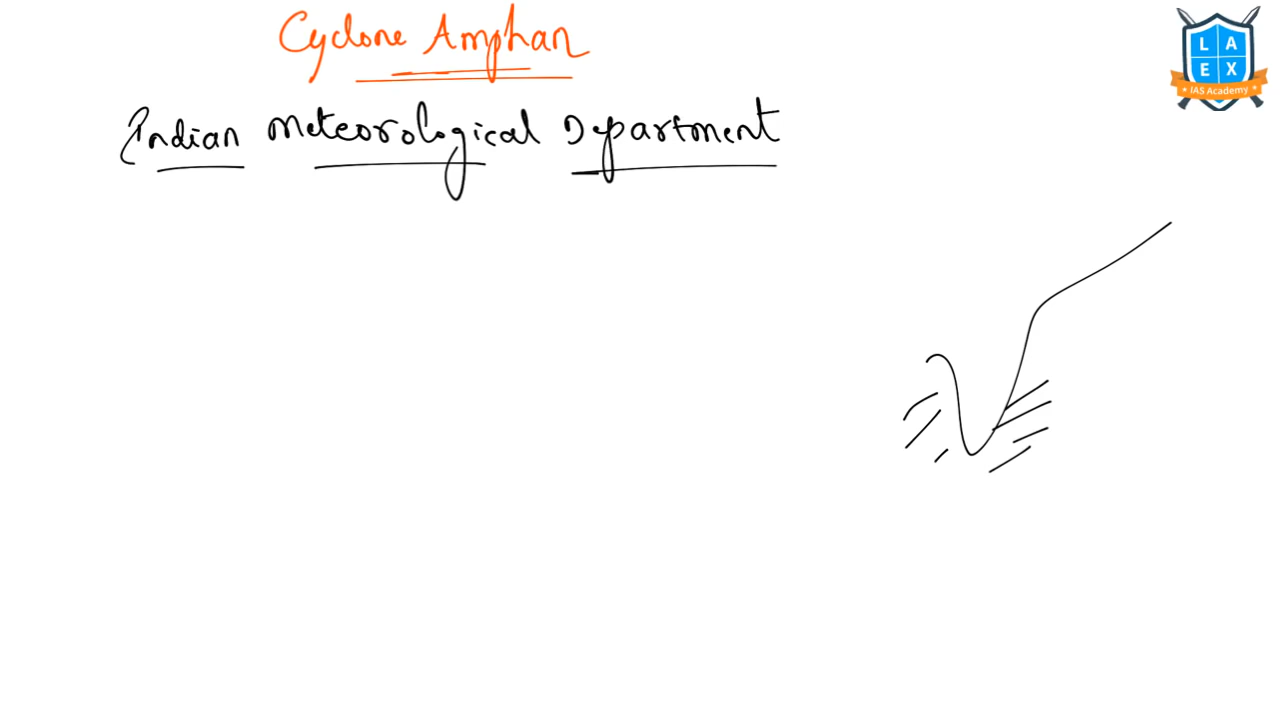 Cyclone Amphan
Indian Meteorological Department
L A
E X
IAS Academy